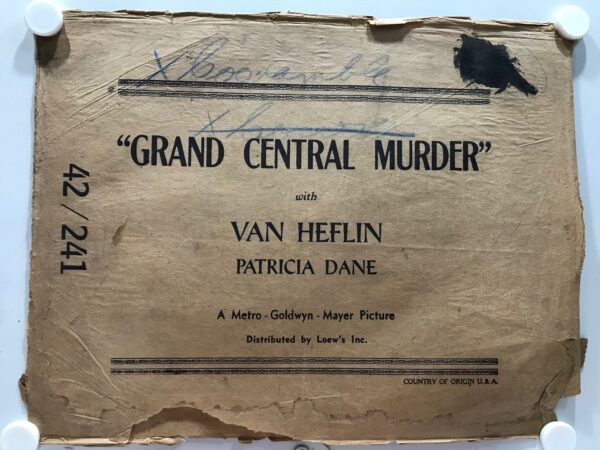 "GRAND CENTRAL MURDER"
with
VAN HEFLIN
PATRICIA DANE
A Metro - Goldwyn - Mayer Picture
Distributed by Loew's Inc.
COUNTRY OF ORIGIN U.S.A.
42/241